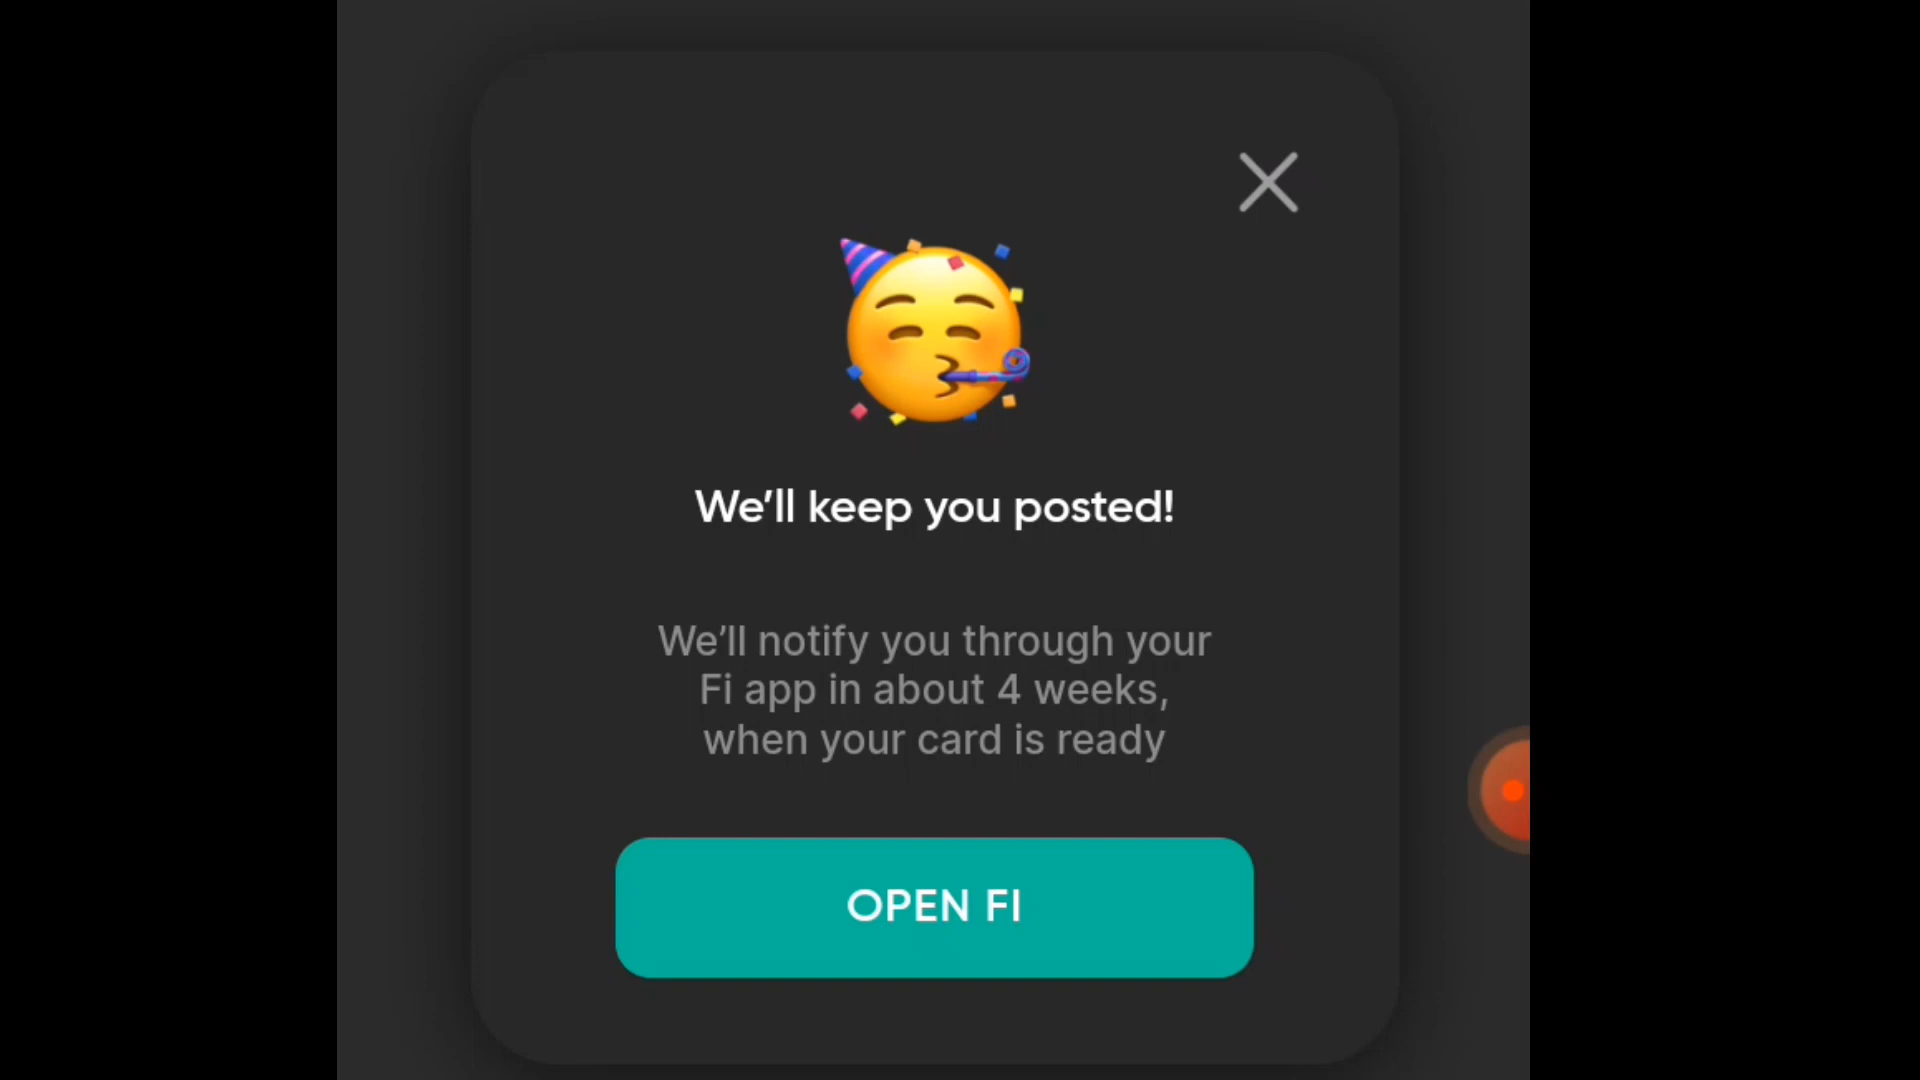 We’ll keep you posted!
We’ll notify you through your
Fi app in about 4 weeks,
when your card is ready
OPEN FI